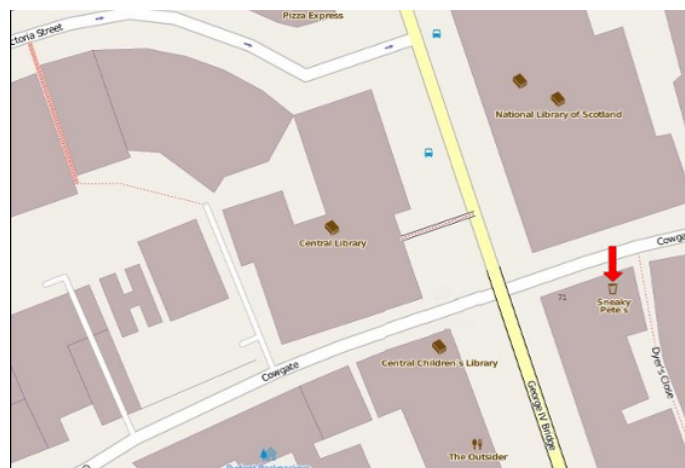 Pizza Express
ctoria Street
National Library of Scotland
Central Library
Cowga
71
Sneaky
Pete's
Central Children's Library
Cowgate
Dyer's Close
George IV Bridge
The Outsider